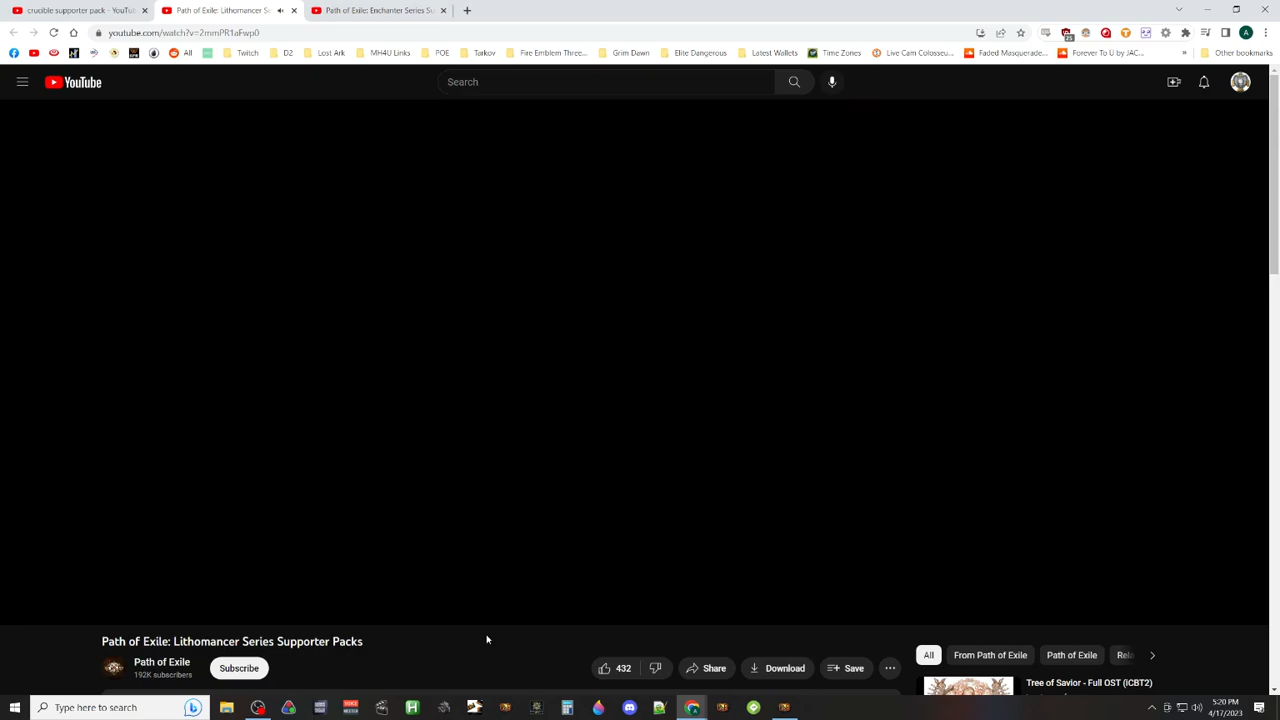 crucible supporter pack - YouTub
Path of Exile: Lithomancer Se
Path of Exile: Enchanter Series Su
youtube.com/watch?v=2mmPR1aFwp0
25
A
All
Twitch
D2
Lost Ark
MH4U Links
POE
Tarkov
Fire Emblem Three...
Grim Dawn
Elite Dangerous
Latest Wallets
Tier Zones
Live Cam Colosseu...
Faded Masquerade...
Forever To U by JAC...
»
Other bookmarks
YouTube
Search
Path of Exile: Lithomancer Series Supporter Packs
Path of Exile
192K subscribers
Subscribe
432
Share
Download
Save
All
From Path of Exile
Path of Exile
Rela
Tree of Savior - Full OST (iCBT2)
Type here to search
5:20 PM
4/17/2023